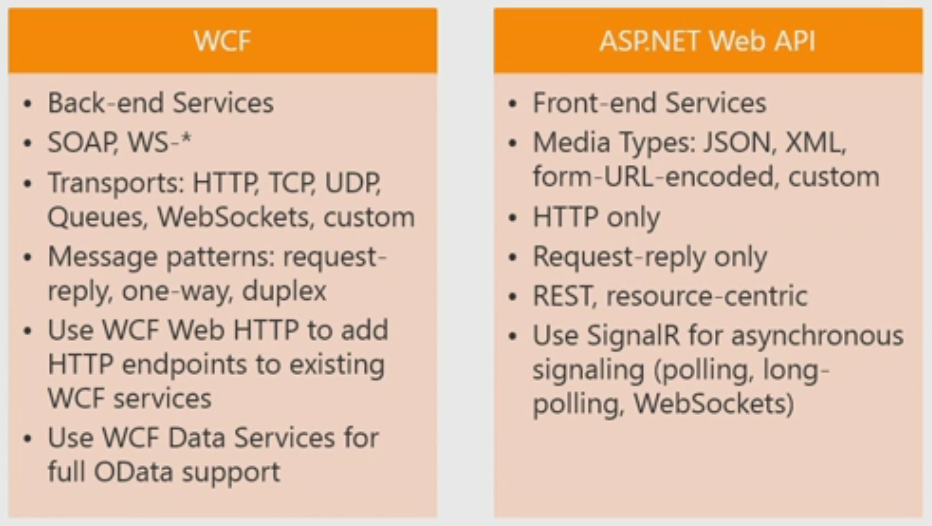 WCF
• Back-end Services
• SOAP, WS-*
• Transports: HTTP, TCP, UDP,
Queues, WebSockets, custom
• Message patterns: request-
reply, one-way, duplex
• Use WCF Web HTTP to add
HTTP endpoints to existing
WCF services
• Use WCF Data Services for
full OData support
ASP.NET Web API
• Front-end Services
• Media Types: JSON, XML,
form-URL-encoded, custom
• HTTP only
• Request-reply only
• REST, resource-centric
• Use SignalR for asynchronous
signaling (polling, long-
polling, WebSockets)